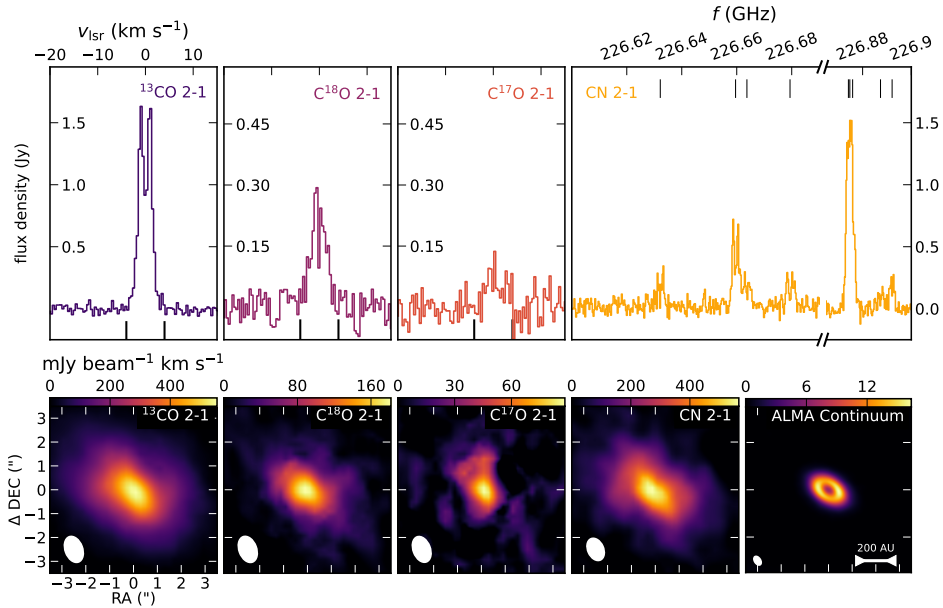 v_lsr (km s⁻¹)
f (GHz)
−20 −10 0 10
226.62 226.64 226.66 226.68 226.88 226.9
¹³CO 2-1
C¹⁸O 2-1
C¹⁷O 2-1
CN 2-1
flux density (Jy)
1.5 1.0 0.5 0.0
0.45 0.30 0.15
0.45 0.30 0.15
1.5 1.0 0.5 0.0
mJy beam⁻¹ km s⁻¹
0 200 400
0 80 160
0 30 60
0 200 400
0 6 12
¹³CO 2-1
C¹⁸O 2-1
C¹⁷O 2-1
CN 2-1
ALMA Continuum
Δ DEC (")
3 2 1 0 −1 −2 −3
200 AU
−3 −2 −1 0 1 2 3
RA (")